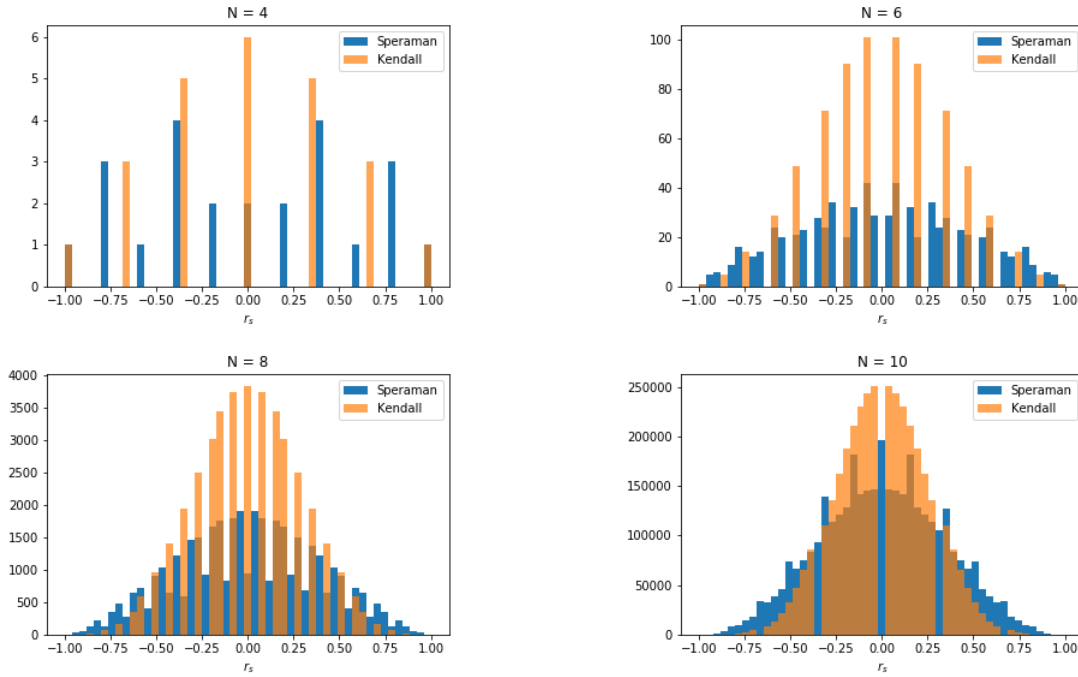 N = 4
Speraman
Kendall
6
5
4
3
2
1
0
−1.00 −0.75 −0.50 −0.25 0.00 0.25 0.50 0.75 1.00
r_s
N = 6
Speraman
Kendall
100
80
60
40
20
0
−1.00 −0.75 −0.50 −0.25 0.00 0.25 0.50 0.75 1.00
r_s
N = 8
Speraman
Kendall
4000
3500
3000
2500
2000
1500
1000
500
0
−1.00 −0.75 −0.50 −0.25 0.00 0.25 0.50 0.75 1.00
r_s
N = 10
Speraman
Kendall
250000
200000
150000
100000
50000
0
−1.00 −0.75 −0.50 −0.25 0.00 0.25 0.50 0.75 1.00
r_s